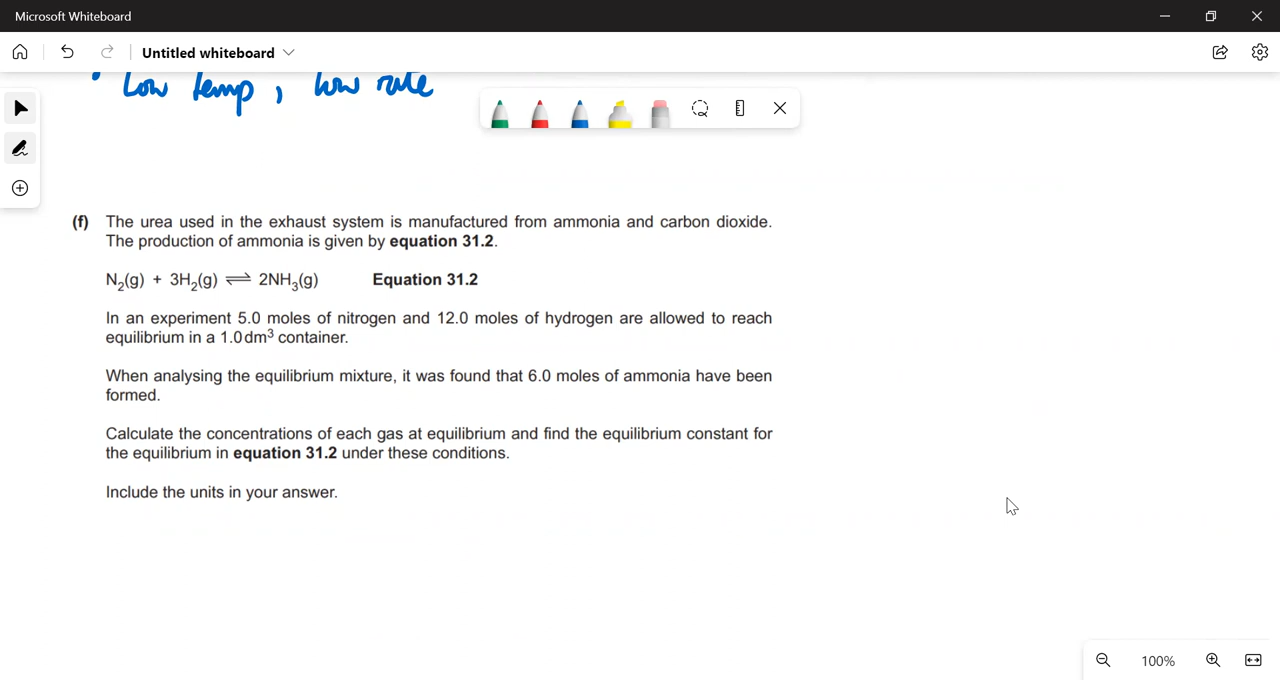 Microsoft Whiteboard
Untitled whiteboard
• Low temp, low rate
(f) The urea used in the exhaust system is manufactured from ammonia and carbon dioxide.
The production of ammonia is given by equation 31.2.
N₂(g) + 3H₂(g) ⇌ 2NH₃(g) Equation 31.2
In an experiment 5.0 moles of nitrogen and 12.0 moles of hydrogen are allowed to reach
equilibrium in a 1.0 dm³ container.
When analysing the equilibrium mixture, it was found that 6.0 moles of ammonia have been
formed.
Calculate the concentrations of each gas at equilibrium and find the equilibrium constant for
the equilibrium in equation 31.2 under these conditions.
Include the units in your answer.
100%